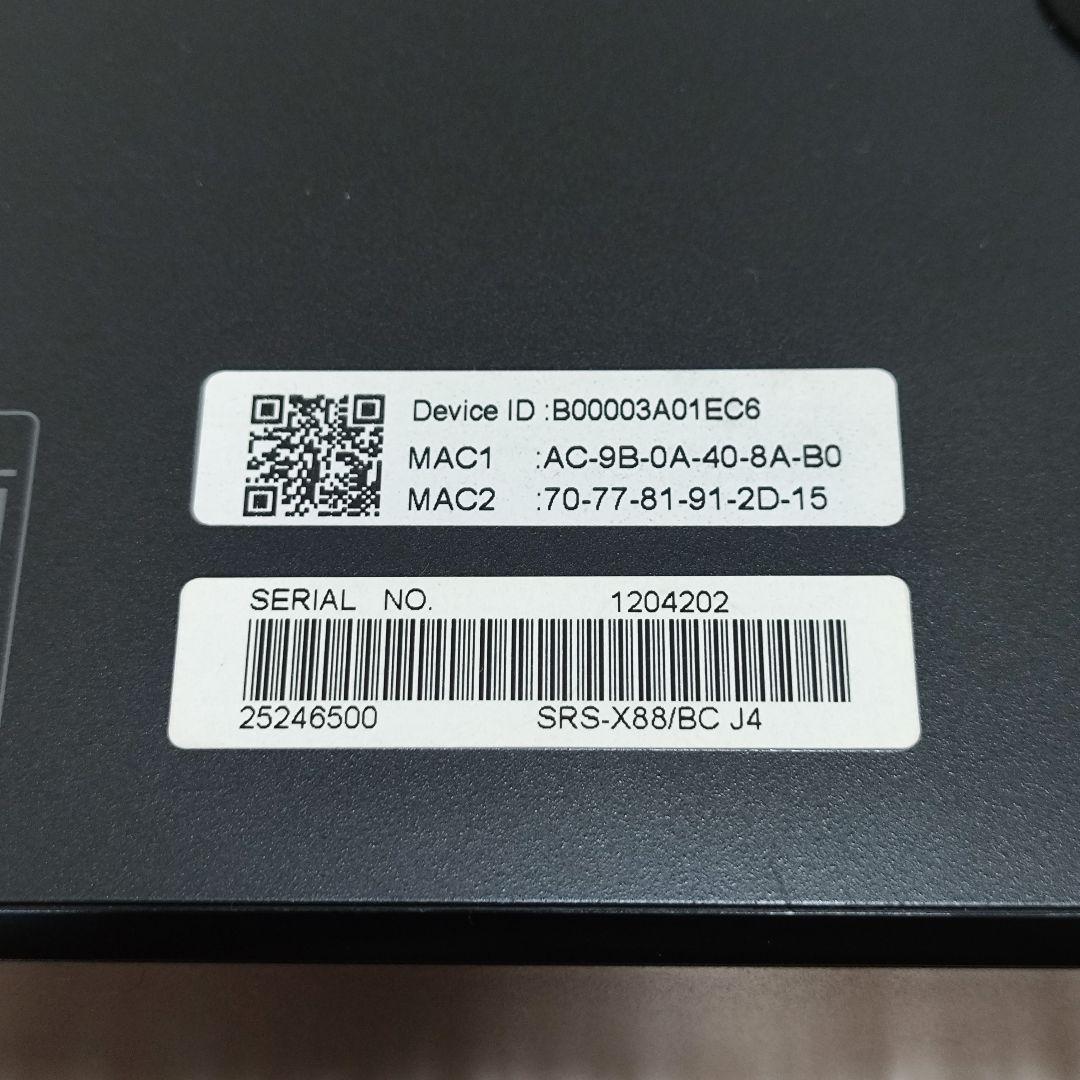 Device ID :B00003A01EC6
MAC1 :AC-9B-0A-40-8A-B0
MAC2 :70-77-81-91-2D-15
SERIAL NO. 1204202
25246500 SRS-X88/BC J4